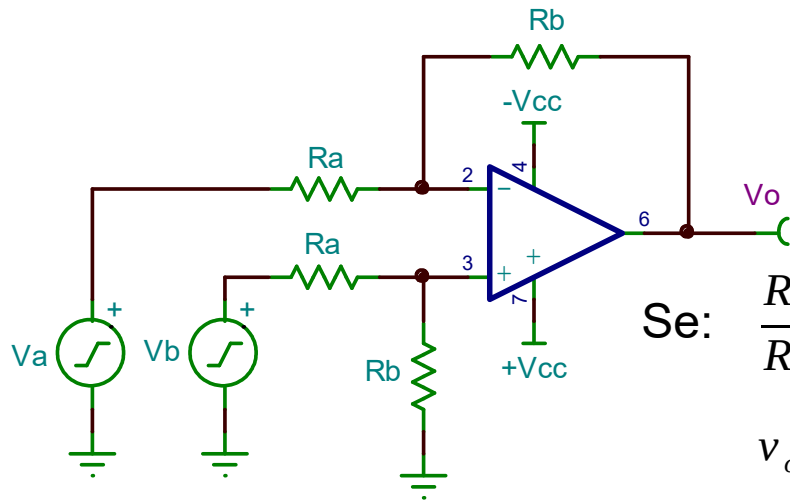 Rb
-Vcc
Ra
2
4
-
6
Vo
Ra
3
+
+
7
Se: R
R
+
+
Va
Vb
Rb
+Vcc
v